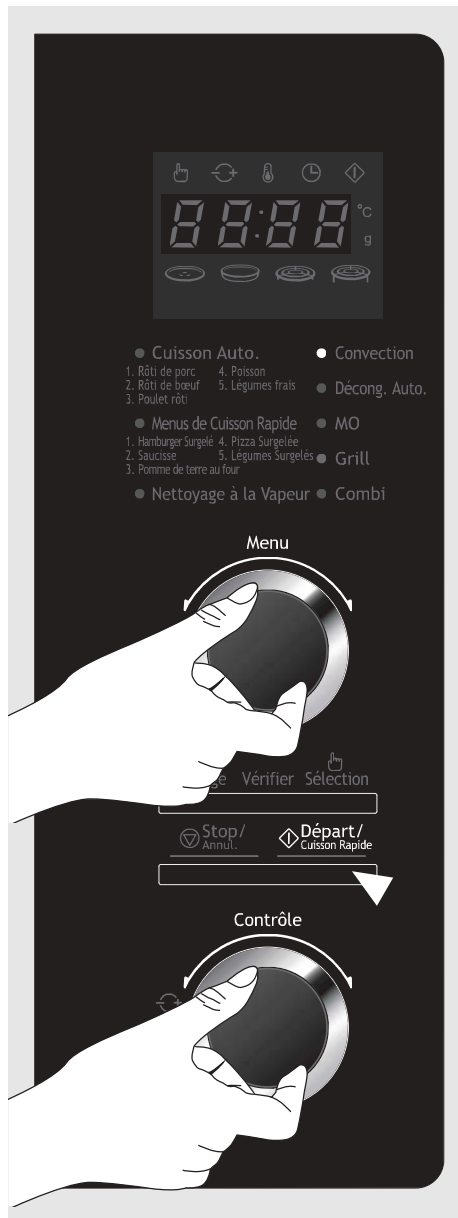 88:88 °C
g
Cuisson Auto.
1. Rôti de porc 4. Poisson
2. Rôti de bœuf 5. Légumes frais
3. Poulet rôti
Menus de Cuisson Rapide
1. Hamburger Surgelé 4. Pizza Surgelée
2. Saucisse 5. Légumes Surgelés
3. Pomme de terre au four
Nettoyage à la Vapeur
Convection
Décong. Auto.
MO
Grill
Combi
Menu
Vérifier Sélection
Stop/ Départ/
Annul. Cuisson Rapide
Contrôle